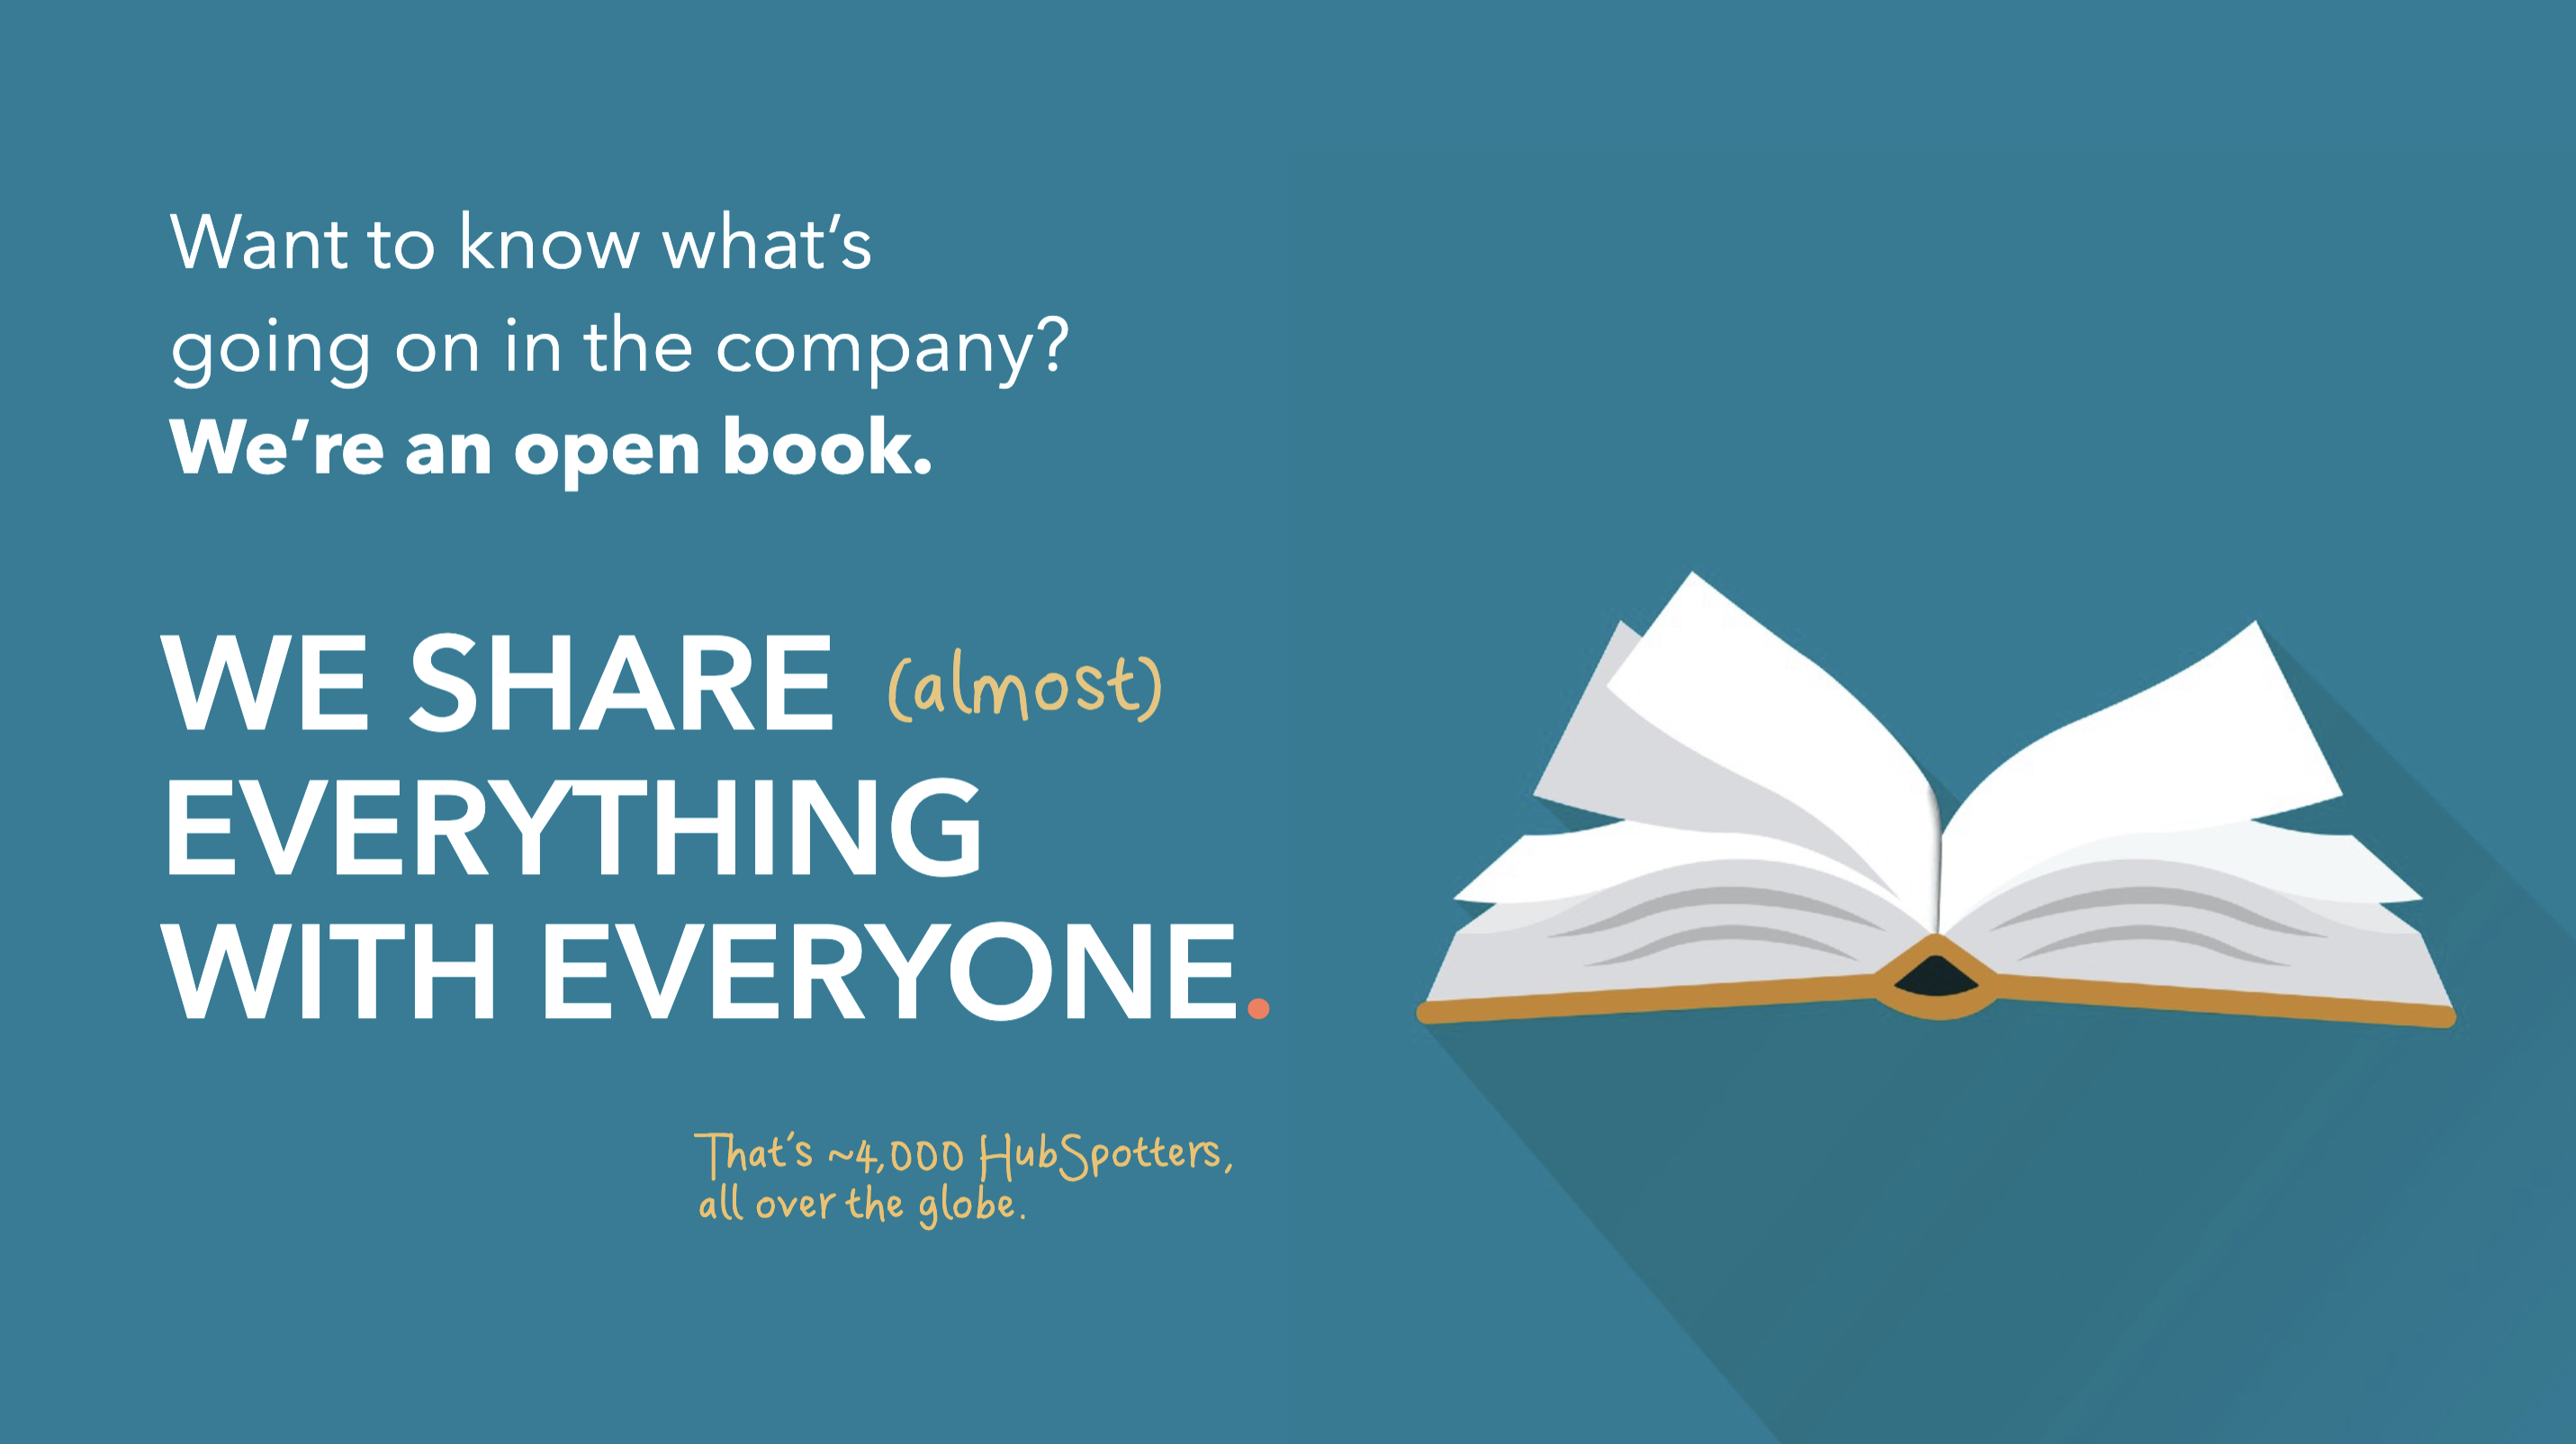 Want to know what's
going on in the company?
We're an open book.
WE SHARE (almost)
EVERYTHING
WITH EVERYONE.
That's ~4,000 HubSpotters,
all over the globe.